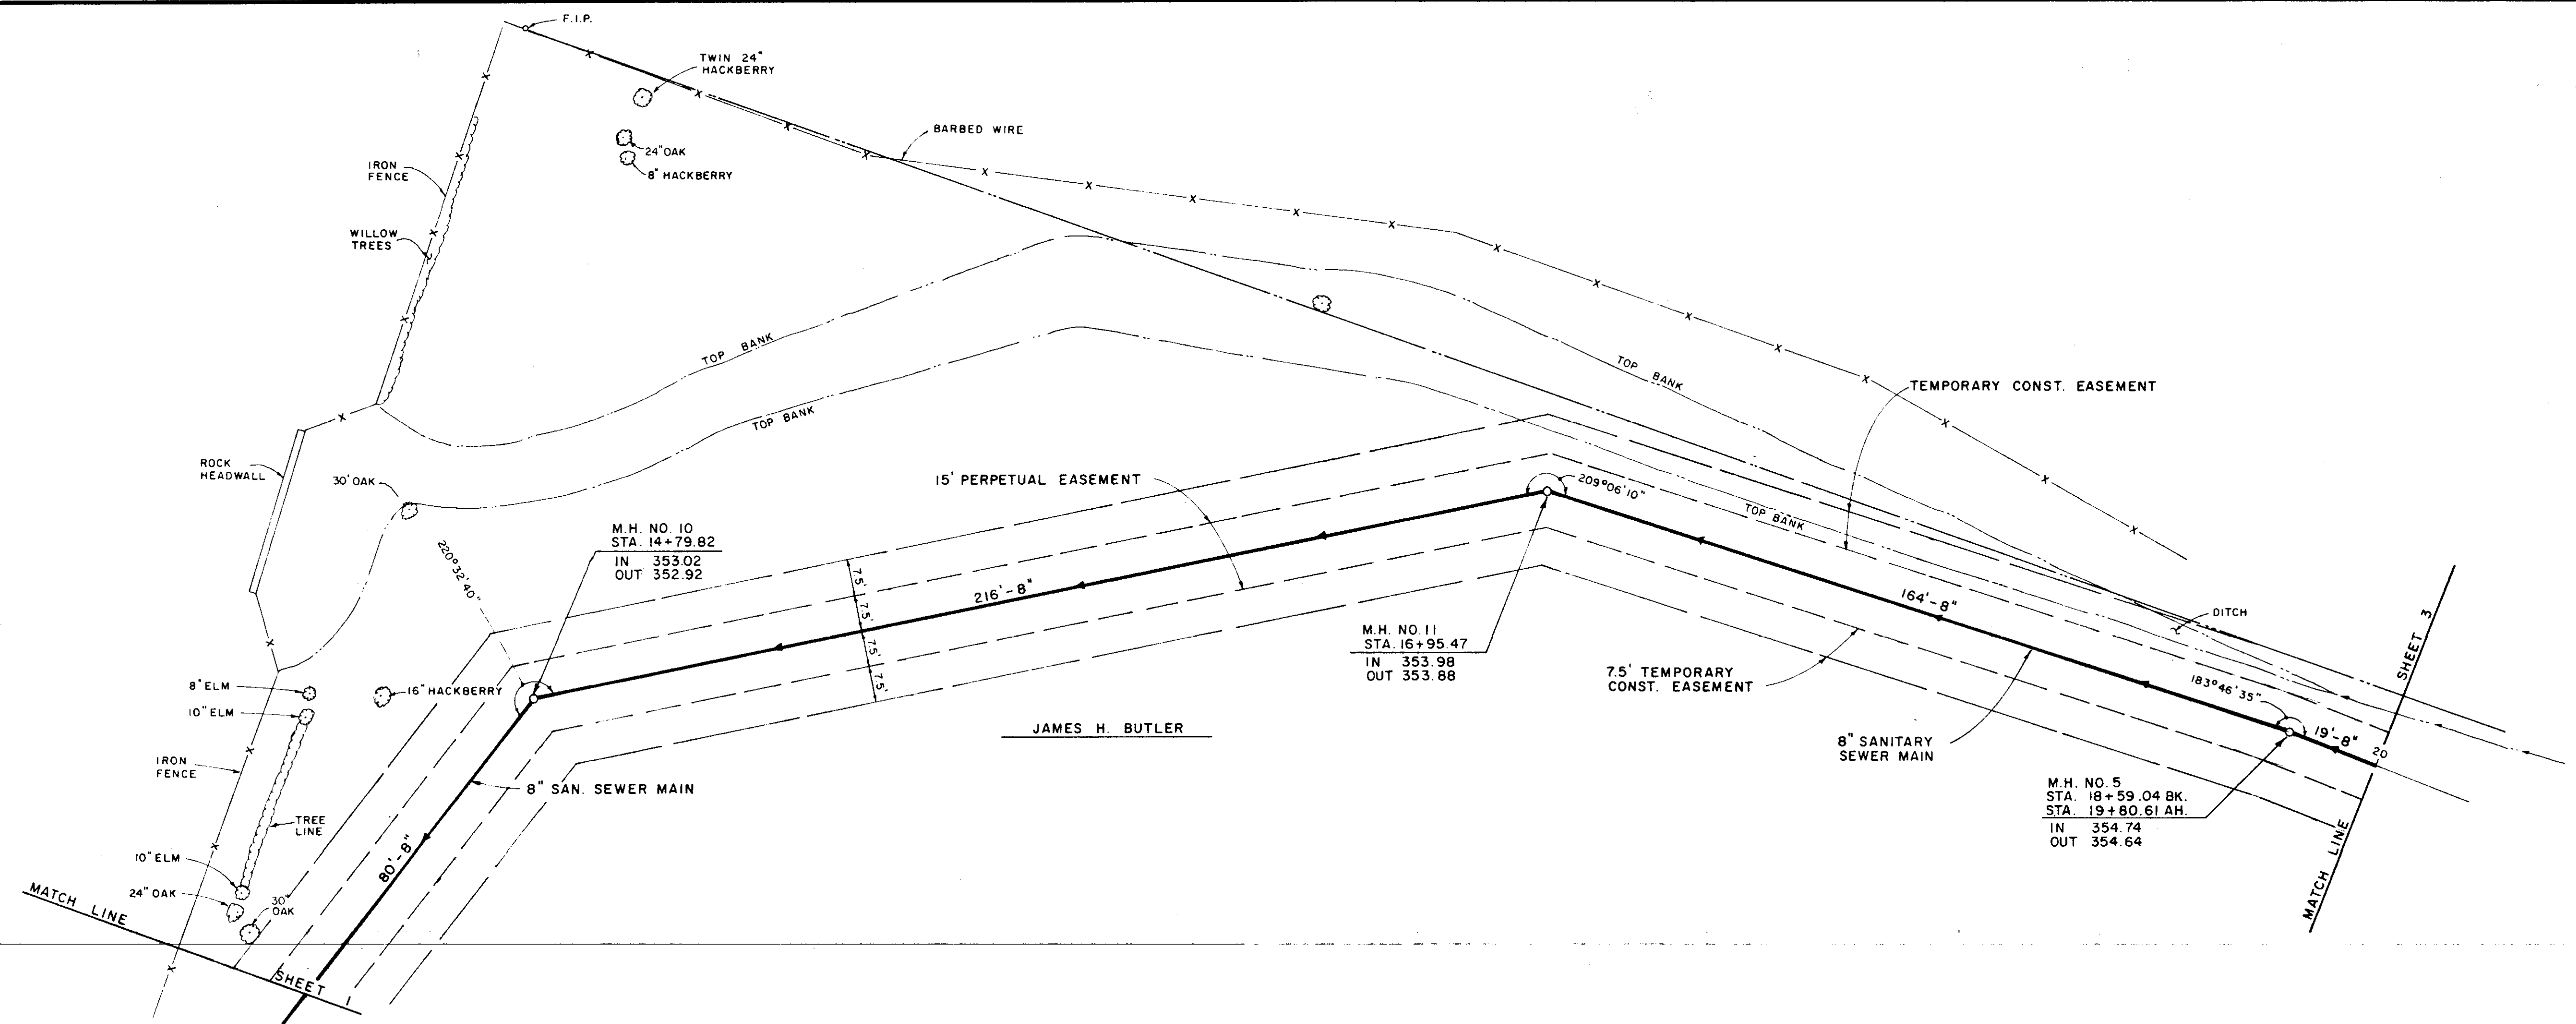 F.I.P.
TWIN 24"
HACKBERRY
BARBED WIRE
24" OAK
8" HACKBERRY
IRON
FENCE
WILLOW
TREES
TOP BANK
TOP BANK
TOP BANK
TEMPORARY CONST. EASEMENT
ROCK
HEADWALL
30' OAK
15' PERPETUAL EASEMENT
209°06'10"
TOP BANK
M.H. NO. 10
STA. 14+79.82
IN 353.02
OUT 352.92
220°32'40"
7.5'
7.5'
7.5'
7.5'
216'-8"
164'-8"
DITCH
SHEET 3
M.H. NO. 11
STA. 16+95.47
IN 353.98
OUT 353.88
7.5' TEMPORARY
CONST. EASEMENT
183°46'35"
8" ELM
16" HACKBERRY
10" ELM
JAMES H. BUTLER
8" SANITARY
SEWER MAIN
19'-8"
20
IRON
FENCE
8" SAN. SEWER MAIN
M.H. NO. 5
STA. 18+59.04 BK.
STA. 19+80.61 AH.
IN 354.74
OUT 354.64
TREE
LINE
80'-8"
10" ELM
24" OAK
30"
OAK
MATCH LINE
MATCH LINE
SHEET 1